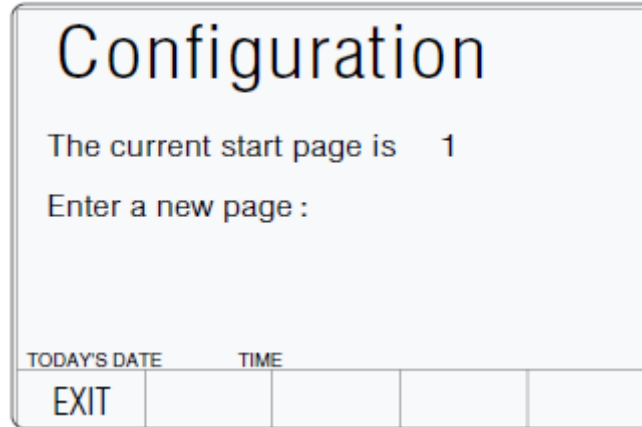 Configuration
The current start page is 1
Enter a new page :
TODAY'S DATE TIME
EXIT